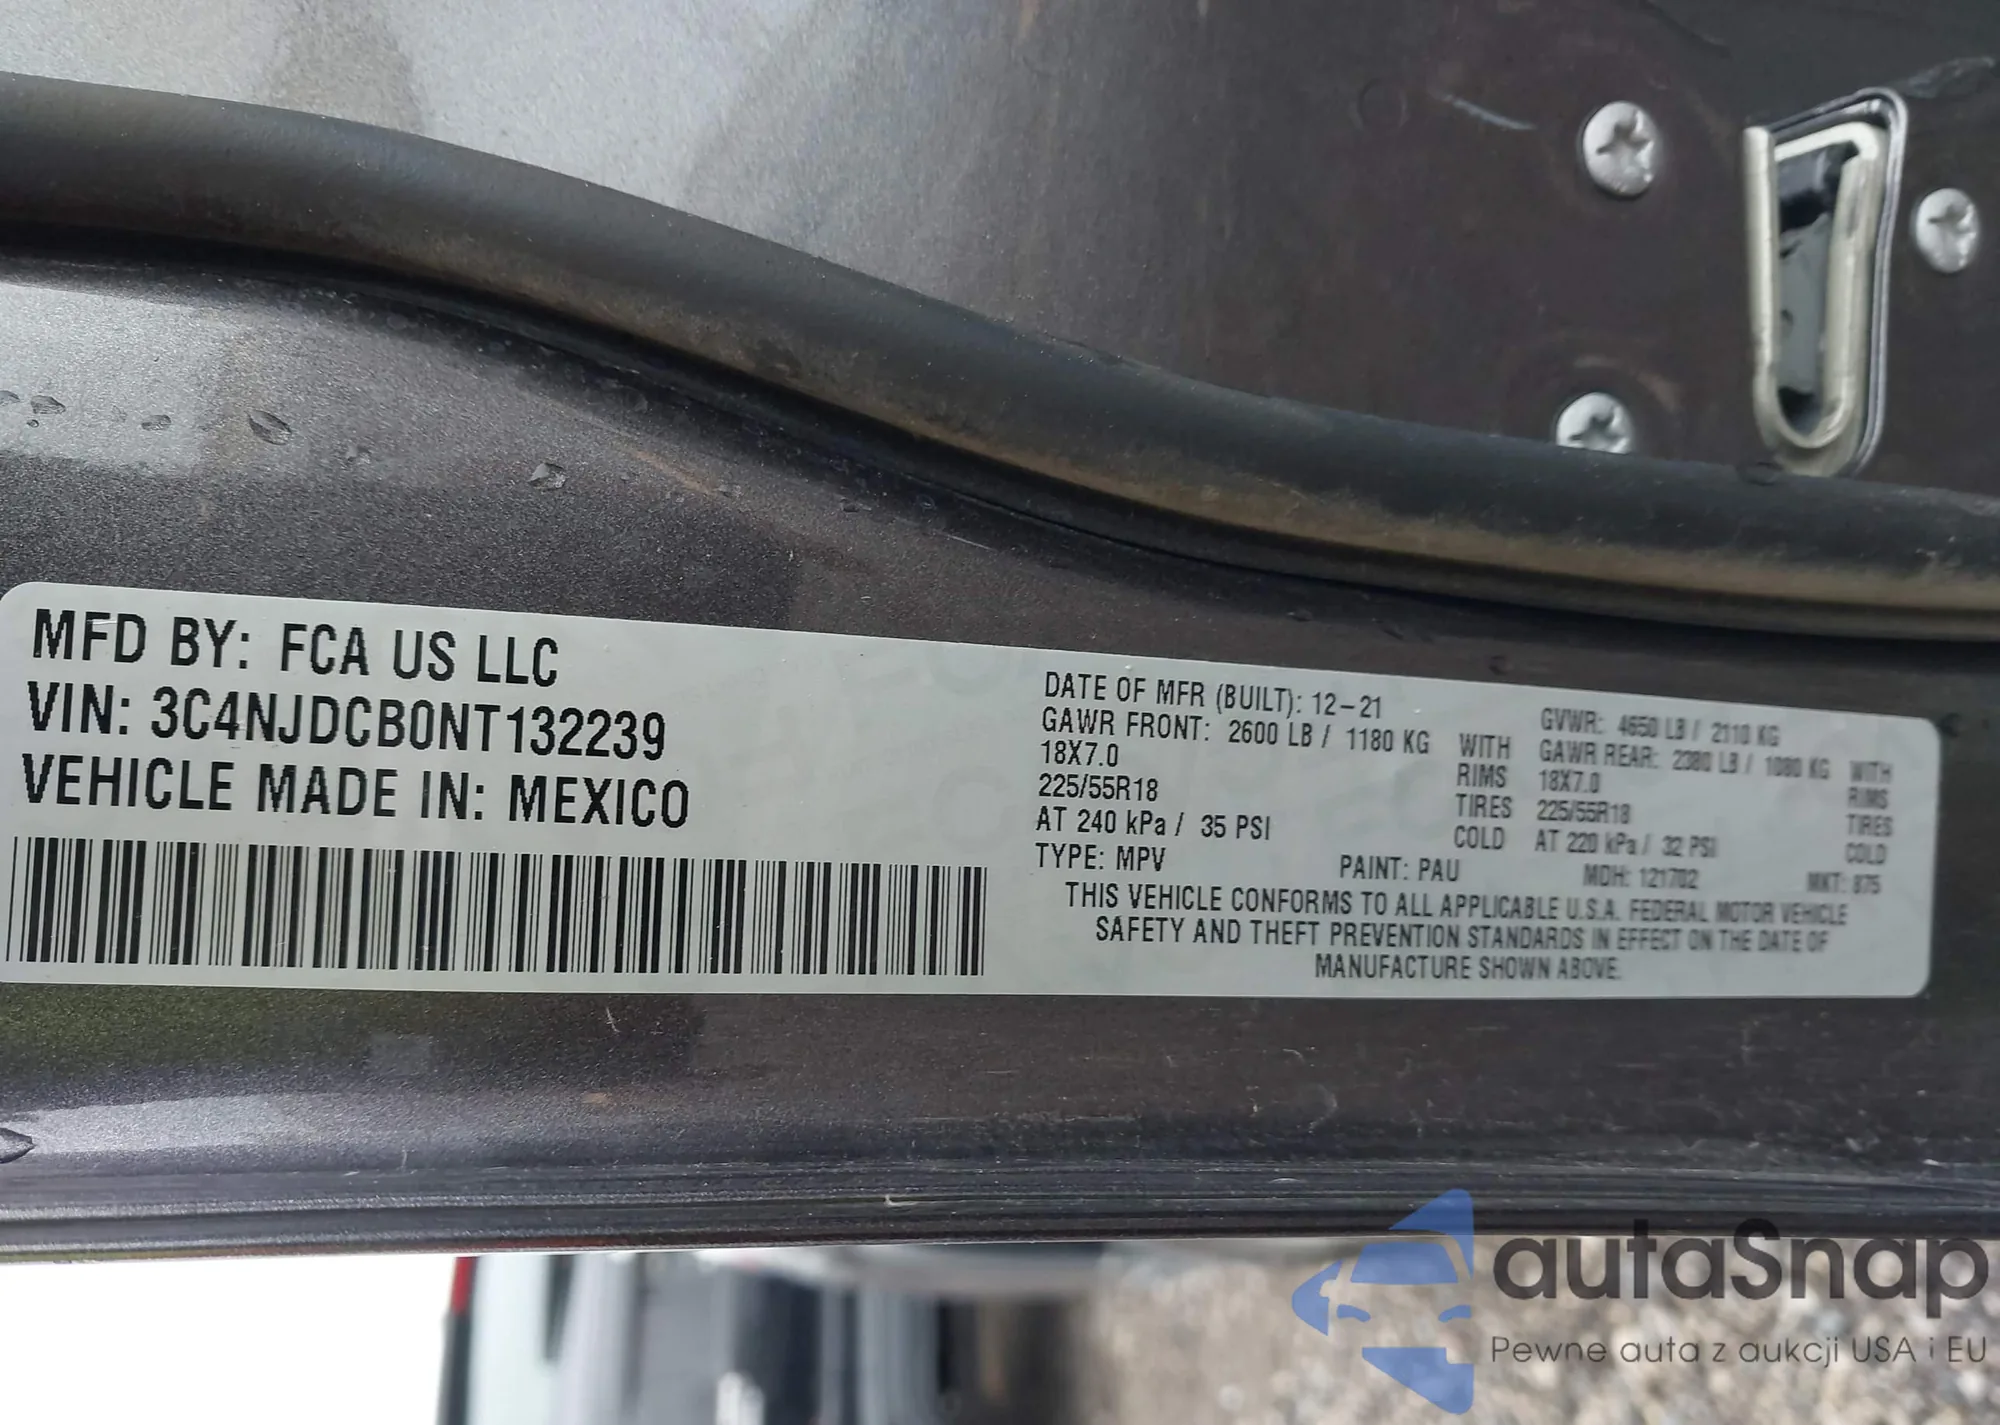 MFD BY: FCA US LLC
VIN: 3C4NJDCB0NT132239
VEHICLE MADE IN: MEXICO
DATE OF MFR (BUILT): 12-21 GVWR: 4650 LB / 2110 KG
GAWR FRONT: 2600 LB / 1180 KG WITH GAWR REAR: 2380 LB / 1080 KG WITH
18X7.0 RIMS 18X7.0 RIMS
225/55R18 TIRES 225/55R18 TIRES
AT 240 kPa / 35 PSI COLD AT 220 kPa / 32 PSI COLD
TYPE: MPV PAINT: PAU MDH: 121702 MKT: 875
THIS VEHICLE CONFORMS TO ALL APPLICABLE U.S.A. FEDERAL MOTOR VEHICLE
SAFETY AND THEFT PREVENTION STANDARDS IN EFFECT ON THE DATE OF
MANUFACTURE SHOWN ABOVE.
autaSnap
Pewne auta z aukcji USA i EU